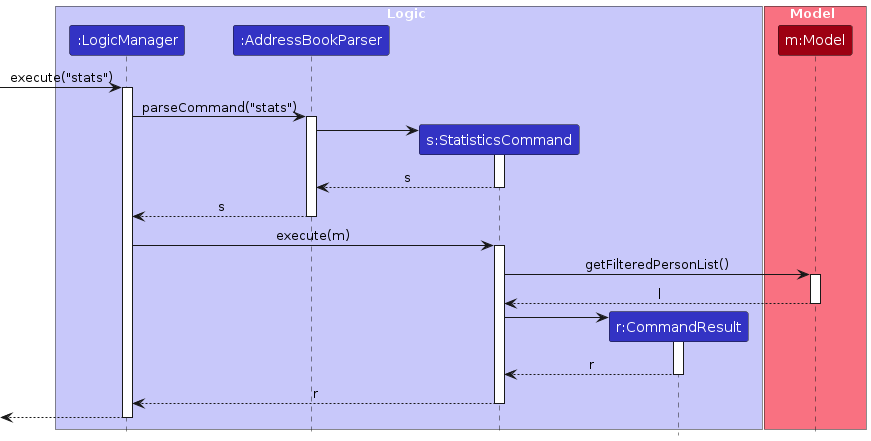 Logic
Model
:LogicManager
:AddressBookParser
m:Model
execute("stats")
parseCommand("stats")
s:StatisticsCommand
s
s
execute(m)
getFilteredPersonList()
l
r:CommandResult
r
r